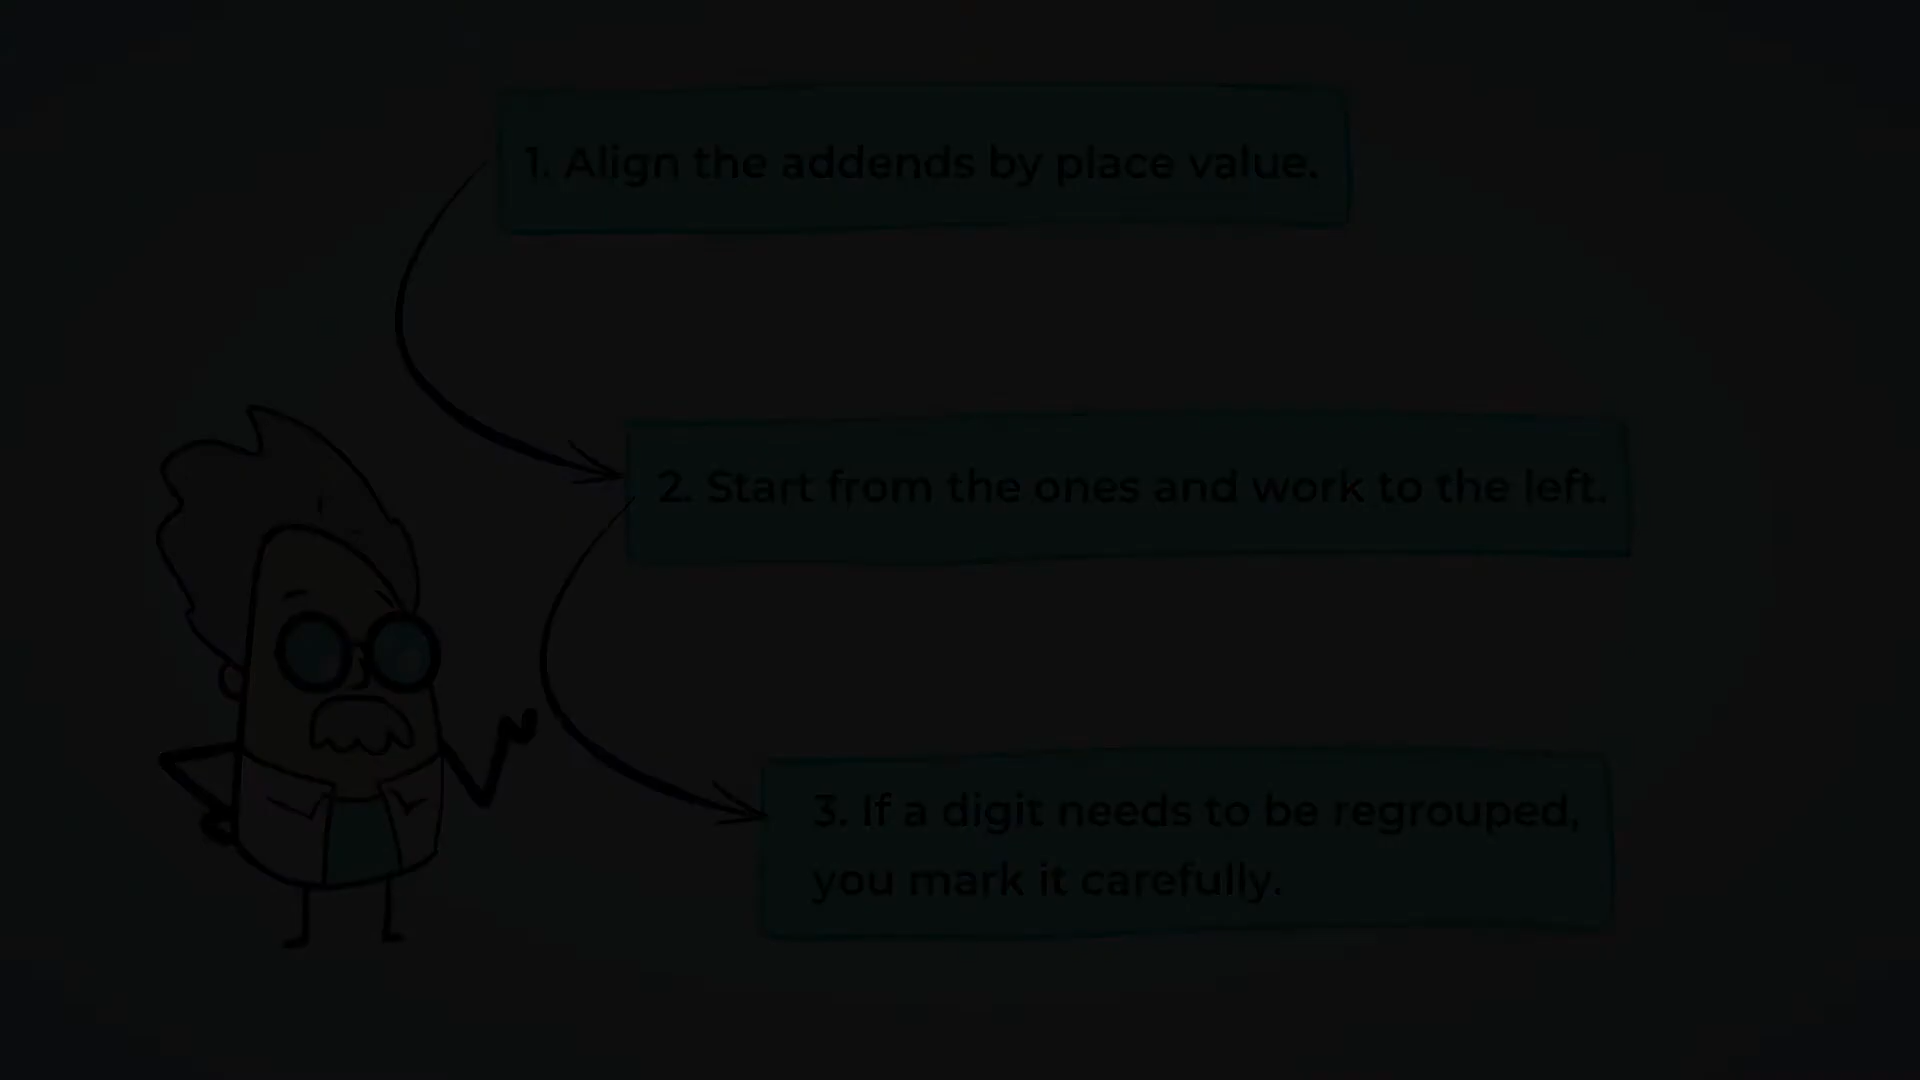 1. Align the addends by place value.
2. Start from the ones and work to the left.
3. If a digit needs to be regrouped,
you mark it carefully.